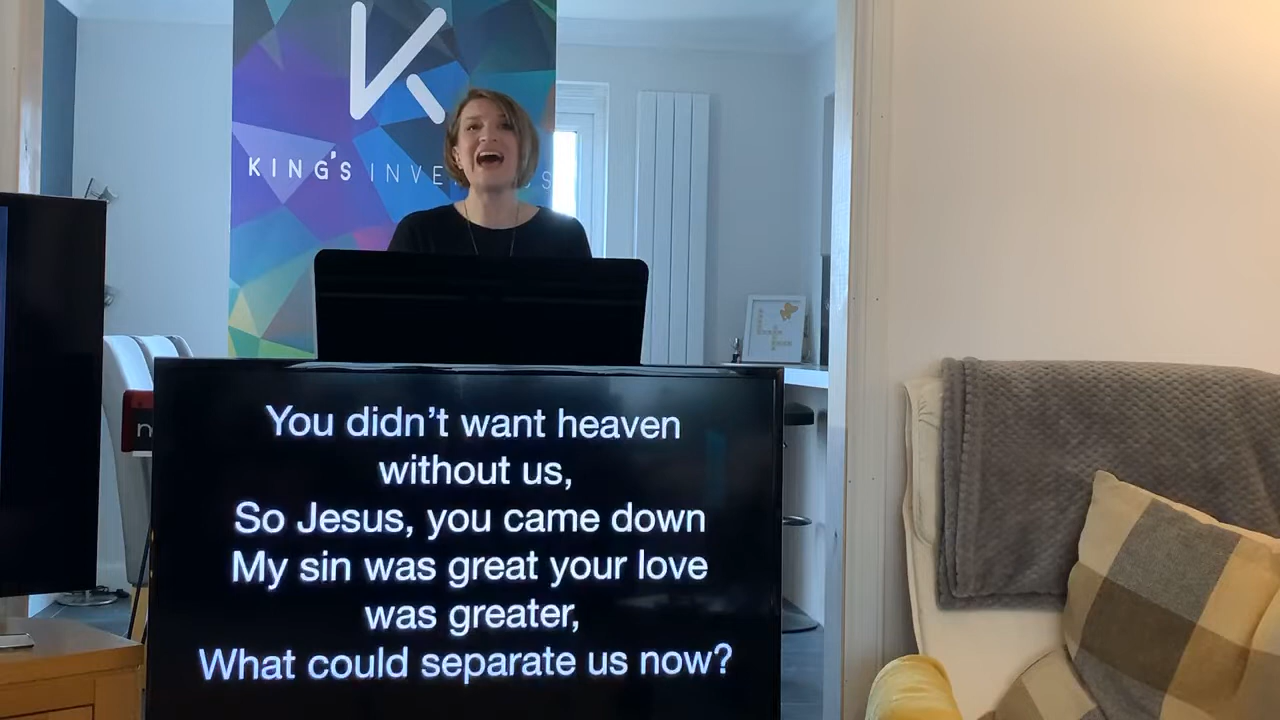 KING'S INVE
You didn't want heaven
without us,
So Jesus, you came down
My sin was great your love
was greater,
What could separate us now?